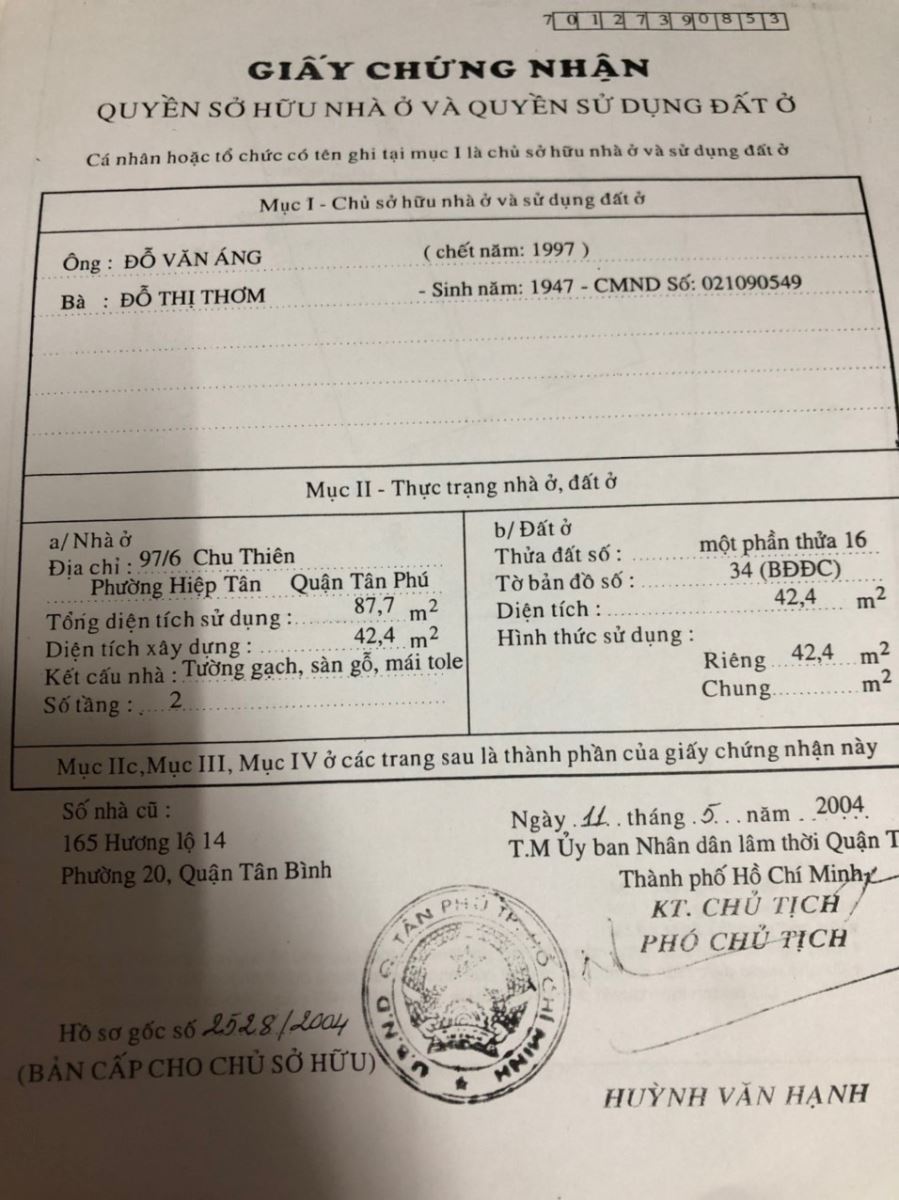 7 0 1 2 7 3 9 0 8 5 3
GIẤY CHỨNG NHẬN
QUYỀN SỞ HỮU NHÀ Ở VÀ QUYỀN SỬ DỤNG ĐẤT Ở
Cá nhân hoặc tổ chức có tên ghi tại mục I là chủ sở hữu nhà ở và sử dụng đất ở
Mục I - Chủ sở hữu nhà ở và sử dụng đất ở
Ông : ĐỖ VĂN ÁNG ( chết năm: 1997 )
Bà : ĐỖ THỊ THƠM - Sinh năm: 1947 - CMND Số: 021090549
Mục II - Thực trạng nhà ở, đất ở
a/ Nhà ở
Địa chỉ : 97/6 Chu Thiên
Phường Hiệp Tân Quận Tân Phú
Tổng diện tích sử dụng : 87,7 m2
Diện tích xây dựng : 42,4 m2
Kết cấu nhà : Tường gạch, sàn gỗ, mái tole
Số tầng : 2
b/ Đất ở
Thửa đất số : một phần thửa 16
Tờ bản đồ số : 34 (BĐĐC)
Diện tích : 42,4 m2
Hình thức sử dụng :
Riêng 42,4 m2
Chung m2
Mục IIc,Mục III, Mục IV ở các trang sau là thành phần của giấy chứng nhận này
Số nhà cũ :
165 Hương lộ 14
Phường 20, Quận Tân Bình
Ngày 11 tháng 5 năm 2004
T.M Ủy ban Nhân dân lâm thời Quận T
Thành phố Hồ Chí Minh
KT. CHỦ TỊCH
PHÓ CHỦ TỊCH
U.B.N.D Q. TÂN PHÚ TP. HỒ CHÍ MINH
Hồ sơ gốc số 2528/2004
(BẢN CẤP CHO CHỦ SỞ HỮU)
HUỲNH VĂN HẠNH